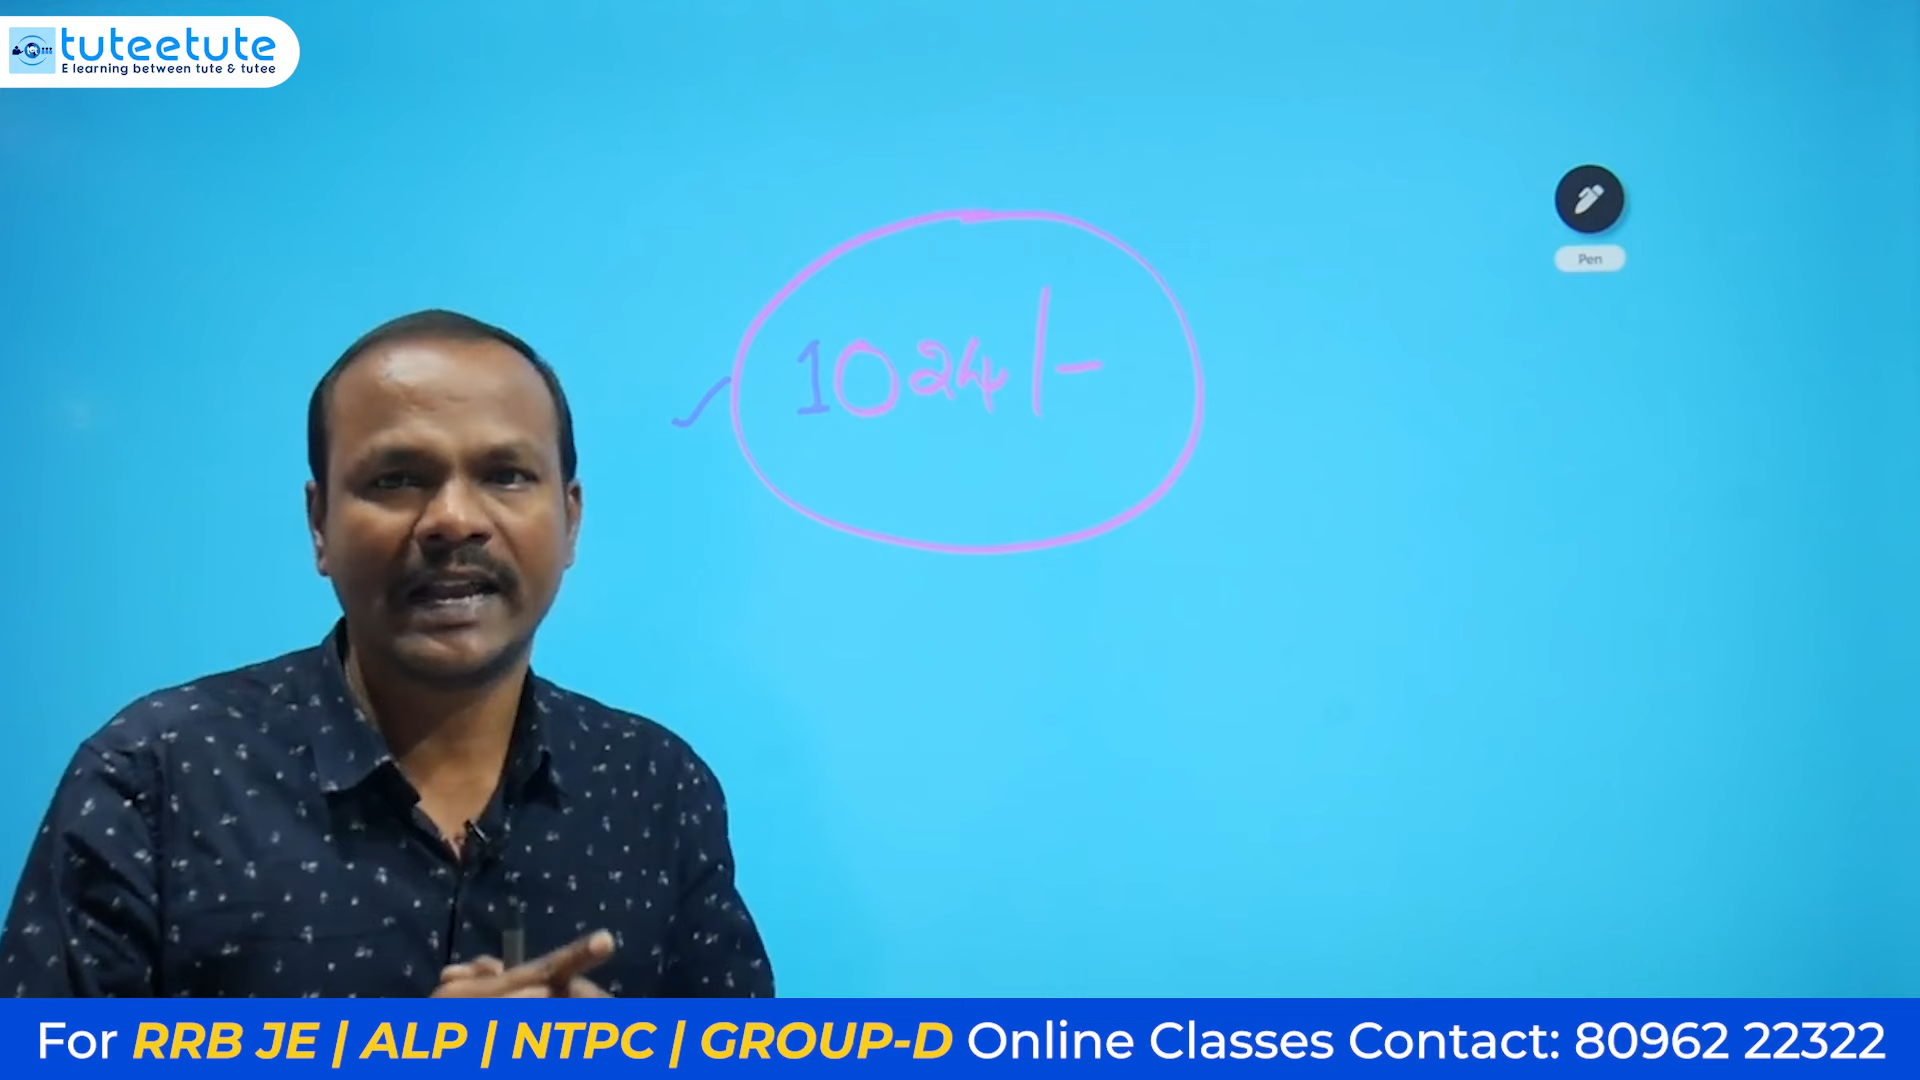 tuteetute
E learning between tute & tutee
Pen
1024/-
For RRB JE | ALP | NTPC | GROUP-D Online Classes Contact: 80962 22322